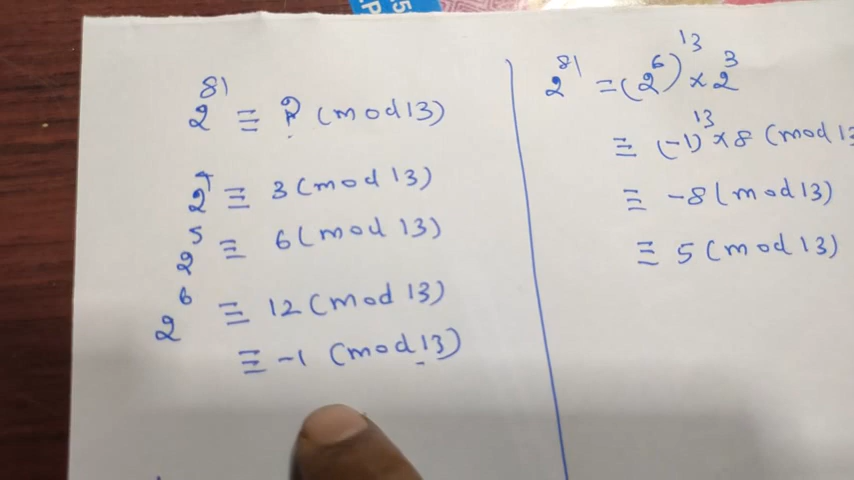 2^81 ≡ ? (mod 13)
2^4 ≡ 3 (mod 13)
2^5 ≡ 6 (mod 13)
2^6 ≡ 12 (mod 13)
≡ -1 (mod 13)
2^81 = (2^6)^13 × 2^3
≡ (-1)^13 × 8 (mod 13
≡ -8 (mod 13)
≡ 5 (mod 13)